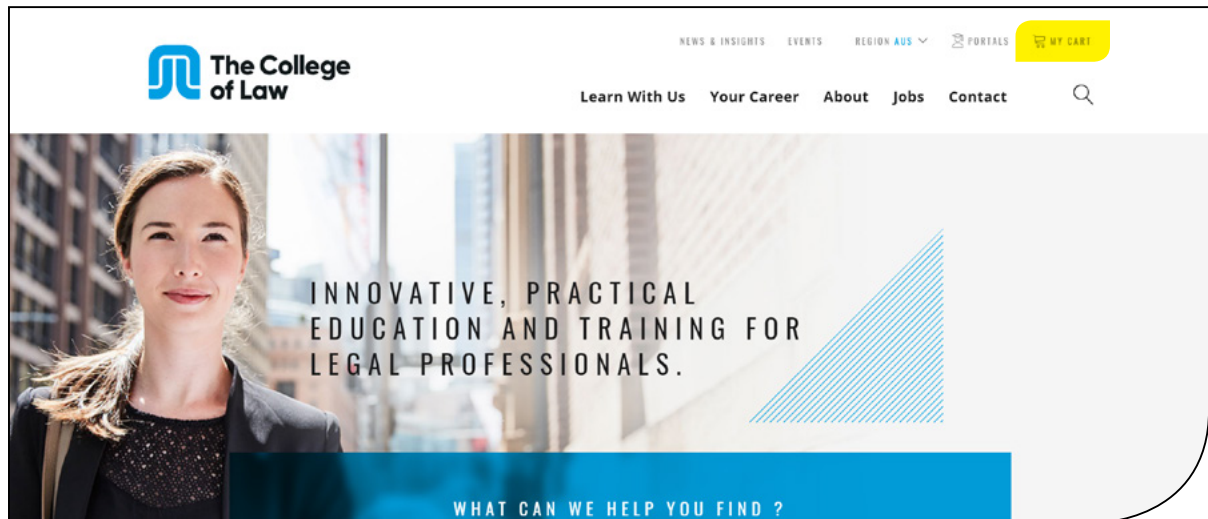 NEWS & INSIGHTS EVENTS REGION AUS PORTALS MY CART
The College
of Law
Learn With Us Your Career About Jobs Contact
INNOVATIVE, PRACTICAL
EDUCATION AND TRAINING FOR
LEGAL PROFESSIONALS.
WHAT CAN WE HELP YOU FIND ?